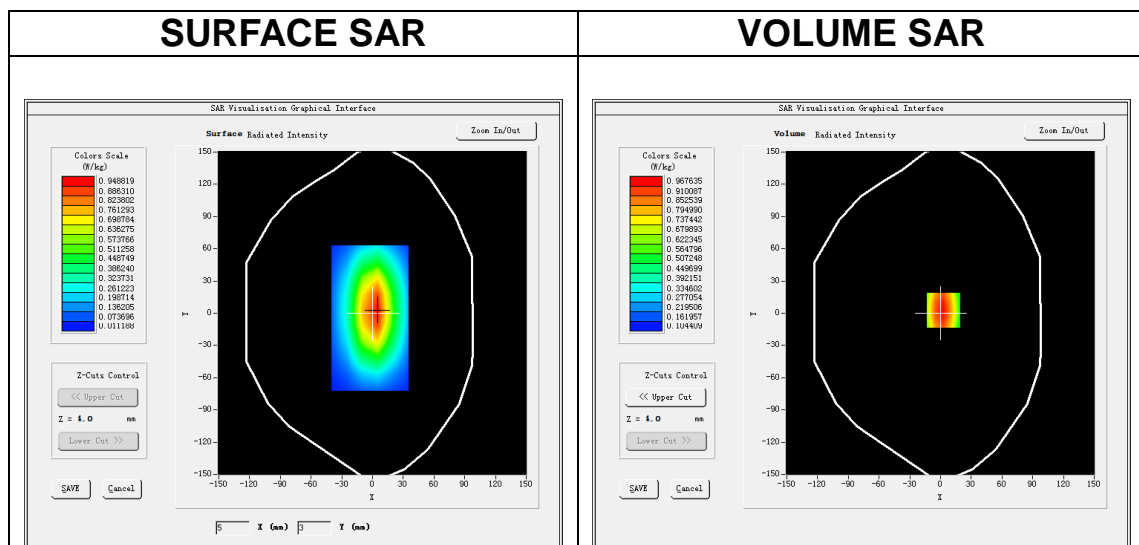 SURFACE SAR
SAR Visualisation Graphical Interface
Surface Radiated Intensity
Zoom In/Out
Colors Scale
(W/kg)
0.948819
0.886310
0.823802
0.761293
0.698784
0.636275
0.573766
0.511258
0.448749
0.386240
0.323731
0.261223
0.198714
0.136205
0.073696
0.011188
150
120
90
60
30
0
-30
-60
-90
-120
-150
Y
-150 -120 -90 -60 -30 0 30 60 90 120 150
X
Z-Cuts Control
<< Upper Cut
Z = 4.0 mm
Lower Cut >>
SAVE Cancel
5 X (mm) 3 Y (mm)
VOLUME SAR
SAR Visualisation Graphical Interface
Volume Radiated Intensity
Zoom In/Out
Colors Scale
(W/kg)
0.967635
0.910087
0.852539
0.794990
0.737442
0.679893
0.622345
0.564796
0.507248
0.449699
0.392151
0.334602
0.277054
0.219506
0.161957
0.104409
150
120
90
60
30
0
-30
-60
-90
-120
-150
Y
-150 -120 -90 -60 -30 0 30 60 90 120 150
X
Z-Cuts Control
<< Upper Cut
Z = 4.0 mm
Lower Cut >>
SAVE Cancel